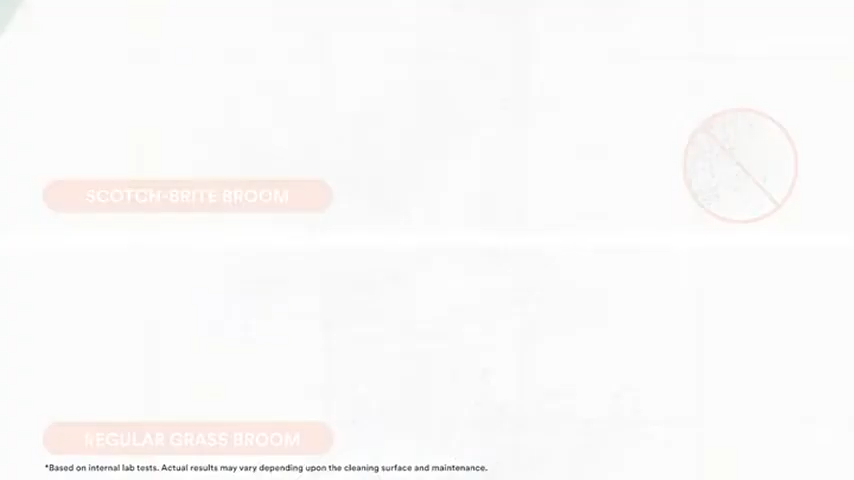 SCOTCH-BRITE BROOM
REGULAR GRASS BROOM
*Based on internal lab tests. Actual results may vary depending upon the cleaning surface and maintenance.